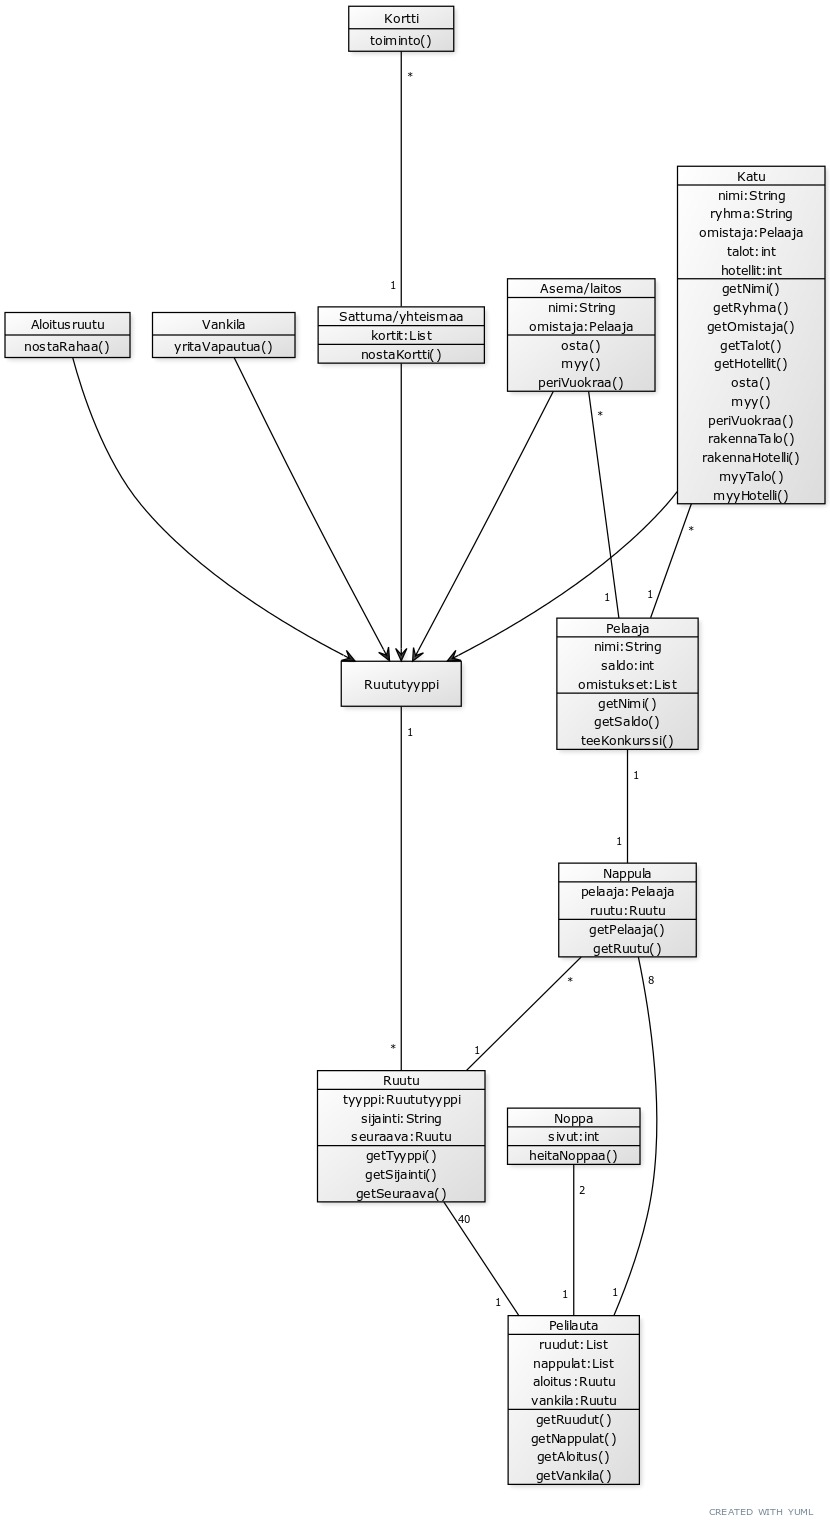 Kortti
toiminto()
*
1
Katu
nimi:String
ryhma:String
omistaja:Pelaaja
talot:int
hotellit:int
getNimi()
getRyhma()
getOmistaja()
getTalot()
getHotellit()
osta()
myy()
periVuokraa()
rakennaTalo()
rakennaHotelli()
myyTalo()
myyHotelli()
Asema/laitos
nimi:String
omistaja:Pelaaja
osta()
myy()
periVuokraa()
Sattuma/yhteismaa
kortit:List
nostaKortti()
Aloitusruutu
nostaRahaa()
Vankila
yritaVapautua()
*
1
*
1
Pelaaja
nimi:String
saldo:int
omistukset:List
getNimi()
getSaldo()
teeKonkurssi()
Ruututyyppi
1
*
1
1
Nappula
pelaaja:Pelaaja
ruutu:Ruutu
getPelaaja()
getRuutu()
*
1
8
1
Ruutu
tyyppi:Ruututyyppi
sijainti:String
seuraava:Ruutu
getTyyppi()
getSijainti()
getSeuraava()
Noppa
sivut:int
heitaNoppaa()
40
1
2
1
Pelilauta
ruudut:List
nappulat:List
aloitus:Ruutu
vankila:Ruutu
getRuudut()
getNappulat()
getAloitus()
getVankila()
CREATED WITH YUML